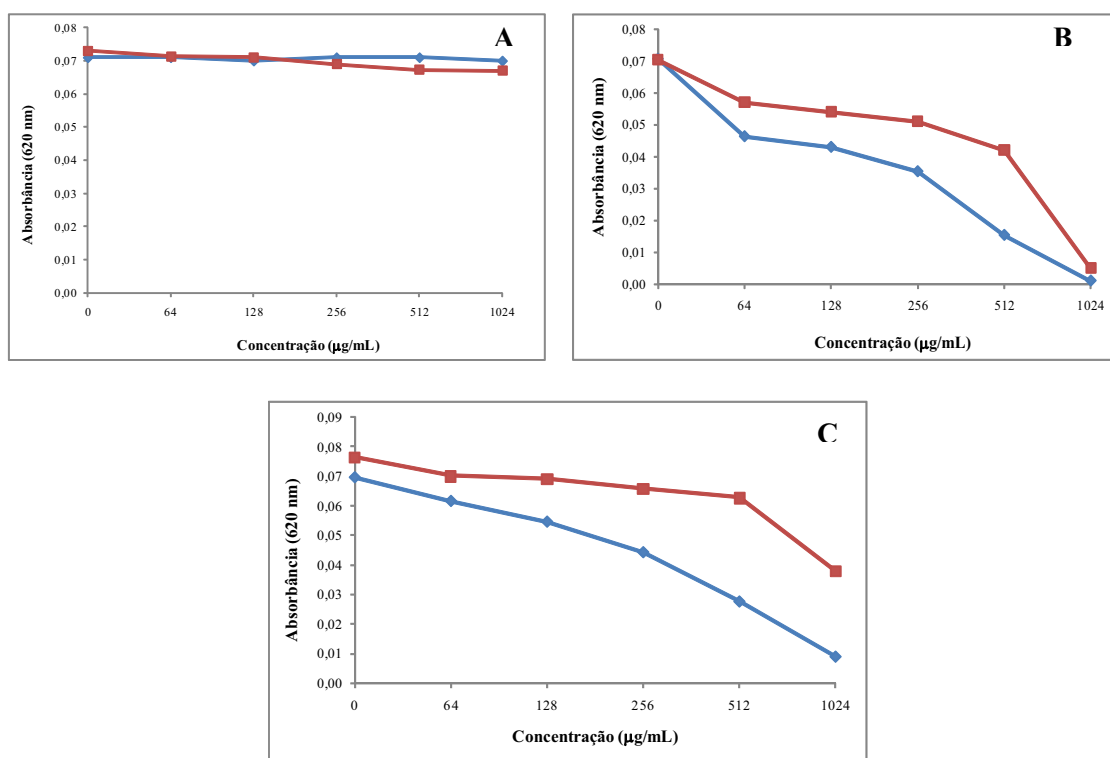 A
Absorbância (620 nm)
0,08
0,07
0,06
0,05
0,04
0,03
0,02
0,01
0,00
0 64 128 256 512 1024
Concentração (µg/mL)
B
Absorbância (620 nm)
0,08
0,07
0,06
0,05
0,04
0,03
0,02
0,01
0,00
0 64 128 256 512 1024
Concentração (µg/mL)
C
Absorbância (620 nm)
0,09
0,08
0,07
0,06
0,05
0,04
0,03
0,02
0,01
0,00
0 64 128 256 512 1024
Concentração (µg/mL)